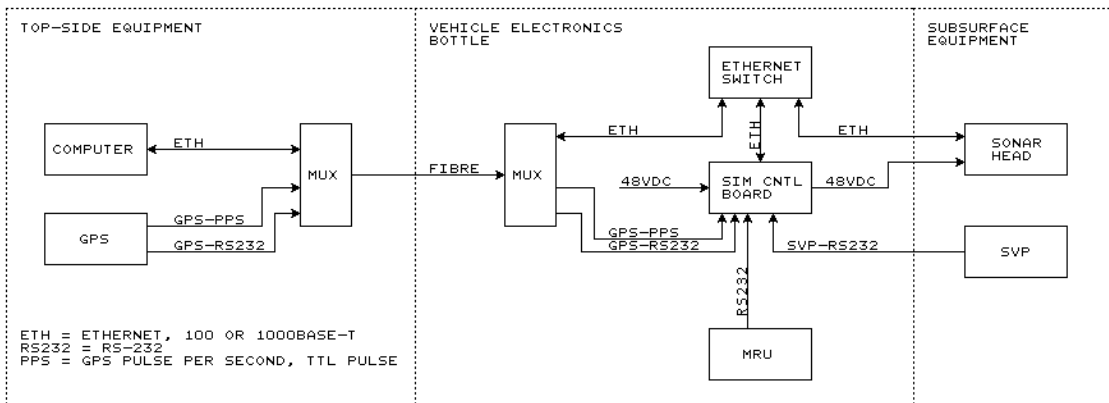 TOP-SIDE EQUIPMENT
COMPUTER
ETH
MUX
GPS
GPS-PPS
GPS-RS232
FIBRE
ETH = ETHERNET, 100 OR 1000BASE-T
RS232 = RS-232
PPS = GPS PULSE PER SECOND, TTL PULSE
VEHICLE ELECTRONICS
BOTTLE
ETHERNET
SWITCH
ETH
ETH
ETH
MUX
48VDC
SIM CNTL
BOARD
48VDC
GPS-PPS
GPS-RS232
SVP-RS232
RS232
MRU
SUBSURFACE
EQUIPMENT
SONAR
HEAD
SVP